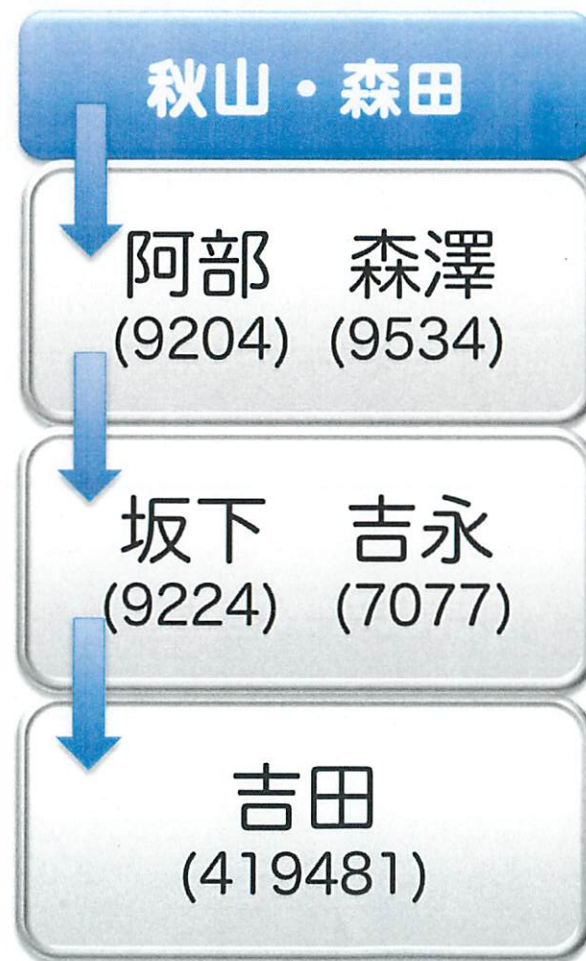 秋山・森田
阿部 森澤
(9204) (9534)
坂下 吉永
(9224) (7077)
吉田
(419481)